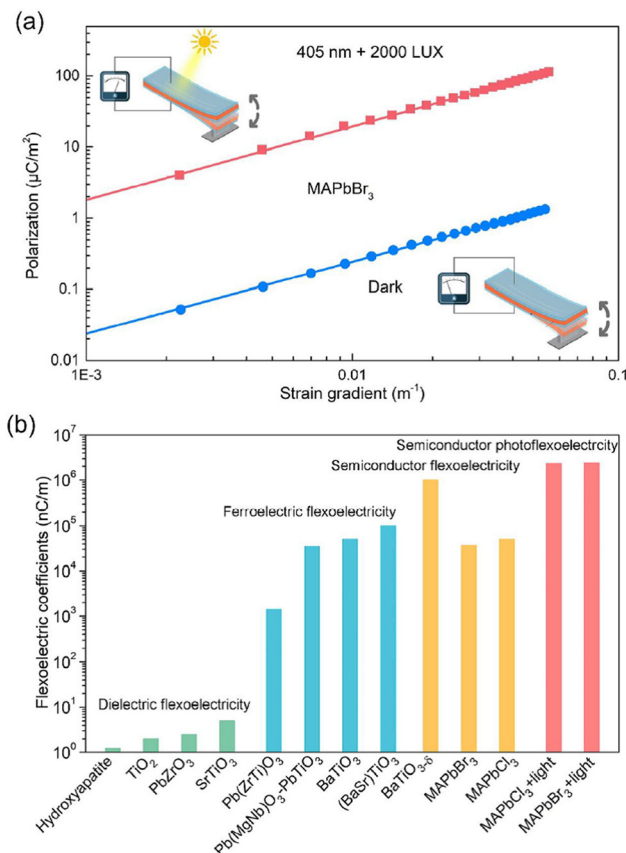 (a)
405 nm + 2000 LUX
100
10
1
0.1
0.01
Polarization (μC/m²)
MAPbBr₃
Dark
1E-3
0.01
0.1
Strain gradient (m⁻¹)
(b)
10⁷
10⁶
10⁵
10⁴
10³
10²
10¹
10⁰
Flexoelectric coefficients (nC/m)
Semiconductor photoflexoelectrcity
Semiconductor flexoelectricity
Ferroelectric flexoelectricity
Dielectric flexoelectricity
Hydroxyapatite
TiO₂
PbZrO₃
SrTiO₃
Pb(ZrTi)O₃
Pb(MgNb)O₃-PbTiO₃
BaTiO₃
(BaSr)TiO₃
BaTiO₃₋δ
MAPbBr₃
MAPbCl₃
MAPbCl₃+light
MAPbBr₃+light